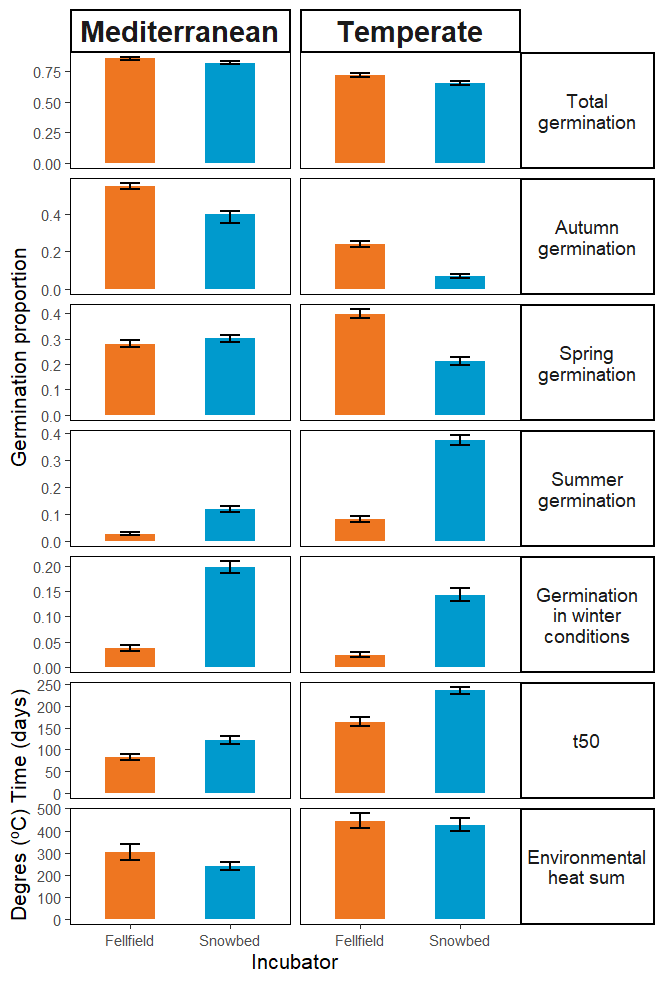 Mediterranean
Temperate
0.75
0.50
0.25
0.00
Total
germination
0.4
0.2
0.0
Autumn
germination
Germination proportion
0.4
0.3
0.2
0.1
0.0
Spring
germination
0.4
0.3
0.2
0.1
0.0
Summer
germination
0.20
0.15
0.10
0.05
0.00
Germination
in winter
conditions
Time (days)
250
200
150
100
50
0
t50
Degres (ºC)
500
400
300
200
100
0
Environmental
heat sum
Fellfield
Snowbed
Fellfield
Snowbed
Incubator